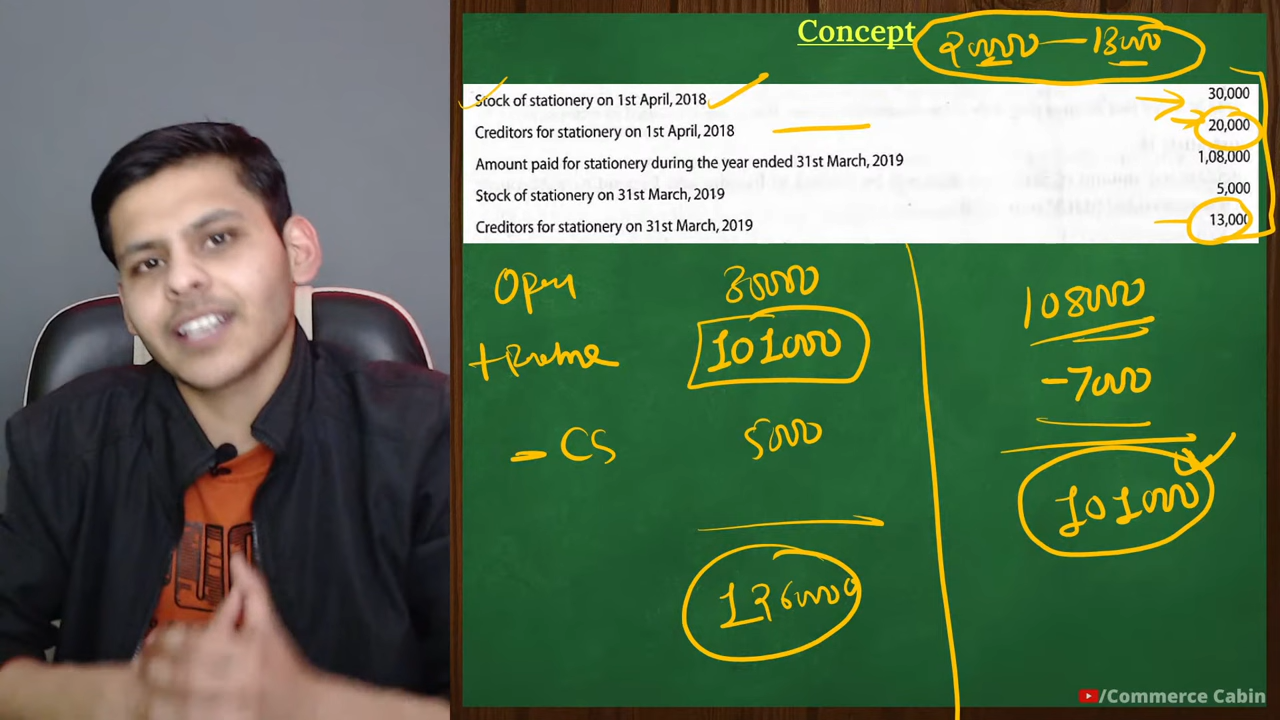 Concept
20000 — 13000
Stock of stationery on 1st April, 2018 30,000
Creditors for stationery on 1st April, 2018 20,000
Amount paid for stationery during the year ended 31st March, 2019 1,08,000
Stock of stationery on 31st March, 2019 5,000
Creditors for stationery on 31st March, 2019 13,000
Open 30000
+ 101000
- CS 5000
126000
108000
-7000
101000
/Commerce Cabin